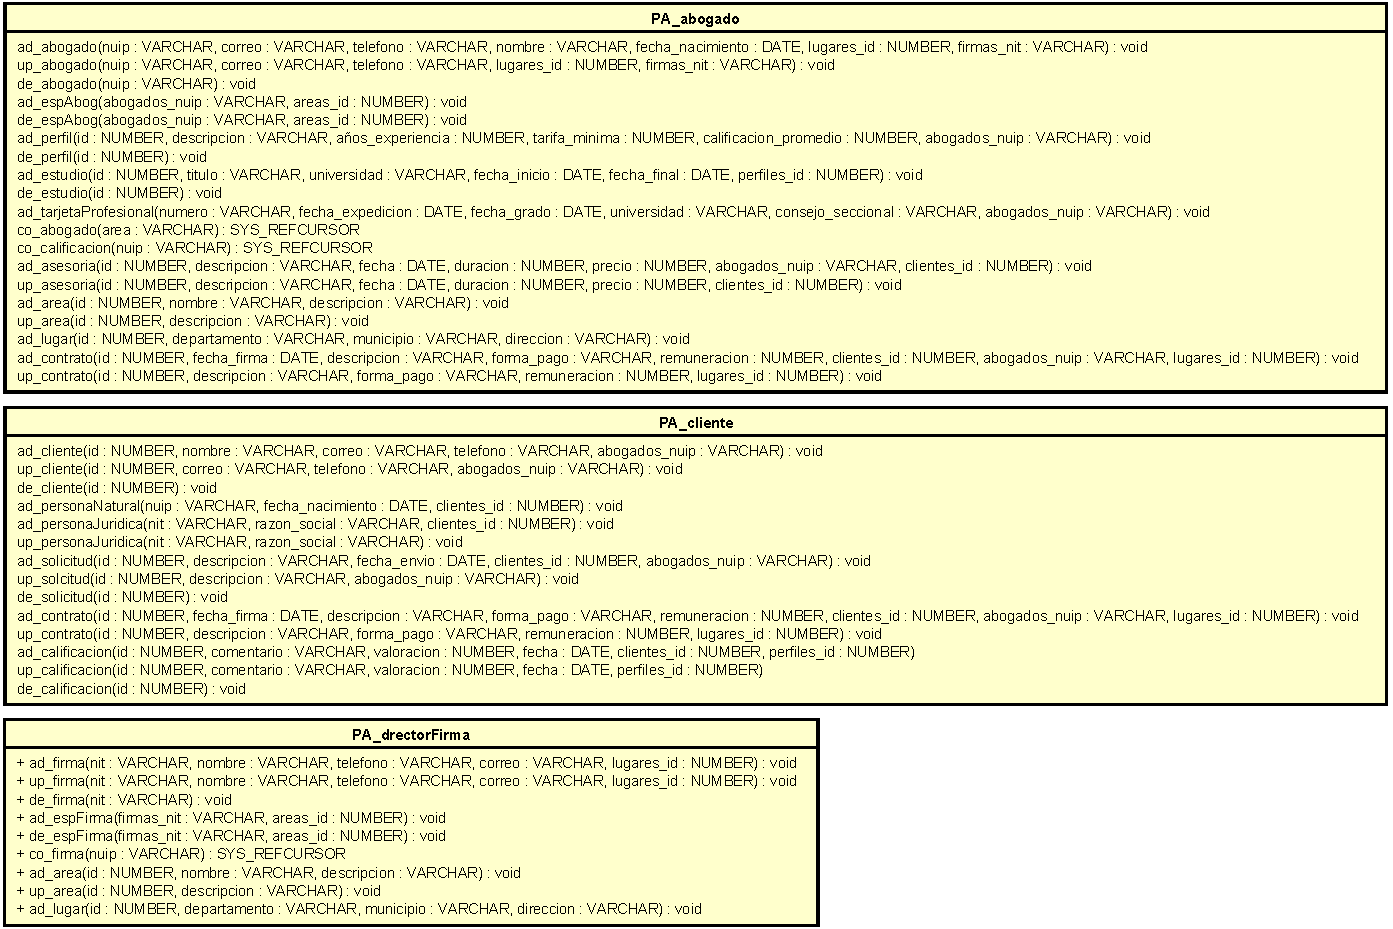 PA_abogado
ad_abogado(nuip : VARCHAR, correo : VARCHAR, telefono : VARCHAR, nombre : VARCHAR, fecha_nacimiento : DATE, lugares_id : NUMBER, firmas_nit : VARCHAR) : void
up_abogado(nuip : VARCHAR, correo : VARCHAR, telefono : VARCHAR, lugares_id : NUMBER, firmas_nit : VARCHAR) : void
de_abogado(nuip : VARCHAR) : void
ad_espAbog(abogados_nuip : VARCHAR, areas_id : NUMBER) : void
de_espAbog(abogados_nuip : VARCHAR, areas_id : NUMBER) : void
ad_perfil(id : NUMBER, descripcion : VARCHAR, años_experiencia : NUMBER, tarifa_minima : NUMBER, calificacion_promedio : NUMBER, abogados_nuip : VARCHAR) : void
de_perfil(id : NUMBER) : void
ad_estudio(id : NUMBER, titulo : VARCHAR, universidad : VARCHAR, fecha_inicio : DATE, fecha_final : DATE, perfiles_id : NUMBER) : void
de_estudio(id : NUMBER) : void
ad_tarjetaProfesional(numero : VARCHAR, fecha_expedicion : DATE, fecha_grado : DATE, universidad : VARCHAR, consejo_seccional : VARCHAR, abogados_nuip : VARCHAR) : void
co_abogado(area : VARCHAR) : SYS_REFCURSOR
co_calificacion(nuip : VARCHAR) : SYS_REFCURSOR
ad_asesoria(id : NUMBER, descripcion : VARCHAR, fecha : DATE, duracion : NUMBER, precio : NUMBER, abogados_nuip : VARCHAR, clientes_id : NUMBER) : void
up_asesoria(id : NUMBER, descripcion : VARCHAR, fecha : DATE, duracion : NUMBER, precio : NUMBER, clientes_id : NUMBER) : void
ad_area(id : NUMBER, nombre : VARCHAR, descripcion : VARCHAR) : void
up_area(id : NUMBER, descripcion : VARCHAR) : void
ad_lugar(id : NUMBER, departamento : VARCHAR, municipio : VARCHAR, direccion : VARCHAR) : void
ad_contrato(id : NUMBER, fecha_firma : DATE, descripcion : VARCHAR, forma_pago : VARCHAR, remuneracion : NUMBER, clientes_id : NUMBER, abogados_nuip : VARCHAR, lugares_id : NUMBER) : void
up_contrato(id : NUMBER, descripcion : VARCHAR, forma_pago : VARCHAR, remuneracion : NUMBER, lugares_id : NUMBER) : void
PA_cliente
ad_cliente(id : NUMBER, nombre : VARCHAR, correo : VARCHAR, telefono : VARCHAR, abogados_nuip : VARCHAR) : void
up_cliente(id : NUMBER, correo : VARCHAR, telefono : VARCHAR, abogados_nuip : VARCHAR) : void
de_cliente(id : NUMBER) : void
ad_personaNatural(nuip : VARCHAR, fecha_nacimiento : DATE, clientes_id : NUMBER) : void
ad_personaJuridica(nit : VARCHAR, razon_social : VARCHAR, clientes_id : NUMBER) : void
up_personaJuridica(nit : VARCHAR, razon_social : VARCHAR) : void
ad_solicitud(id : NUMBER, descripcion : VARCHAR, fecha_envio : DATE, clientes_id : NUMBER, abogados_nuip : VARCHAR) : void
up_solcitud(id : NUMBER, descripcion : VARCHAR, abogados_nuip : VARCHAR) : void
de_solicitud(id : NUMBER) : void
ad_contrato(id : NUMBER, fecha_firma : DATE, descripcion : VARCHAR, forma_pago : VARCHAR, remuneracion : NUMBER, clientes_id : NUMBER, abogados_nuip : VARCHAR, lugares_id : NUMBER) : void
up_contrato(id : NUMBER, descripcion : VARCHAR, forma_pago : VARCHAR, remuneracion : NUMBER, lugares_id : NUMBER) : void
ad_calificacion(id : NUMBER, comentario : VARCHAR, valoracion : NUMBER, fecha : DATE, clientes_id : NUMBER, perfiles_id : NUMBER)
up_calificacion(id : NUMBER, comentario : VARCHAR, valoracion : NUMBER, fecha : DATE, perfiles_id : NUMBER)
de_calificacion(id : NUMBER) : void
PA_drectorFirma
+ ad_firma(nit : VARCHAR, nombre : VARCHAR, telefono : VARCHAR, correo : VARCHAR, lugares_id : NUMBER) : void
+ up_firma(nit : VARCHAR, nombre : VARCHAR, telefono : VARCHAR, correo : VARCHAR, lugares_id : NUMBER) : void
+ de_firma(nit : VARCHAR) : void
+ ad_espFirma(firmas_nit : VARCHAR, areas_id : NUMBER) : void
+ de_espFirma(firmas_nit : VARCHAR, areas_id : NUMBER) : void
+ co_firma(nuip : VARCHAR) : SYS_REFCURSOR
+ ad_area(id : NUMBER, nombre : VARCHAR, descripcion : VARCHAR) : void
+ up_area(id : NUMBER, descripcion : VARCHAR) : void
+ ad_lugar(id : NUMBER, departamento : VARCHAR, municipio : VARCHAR, direccion : VARCHAR) : void